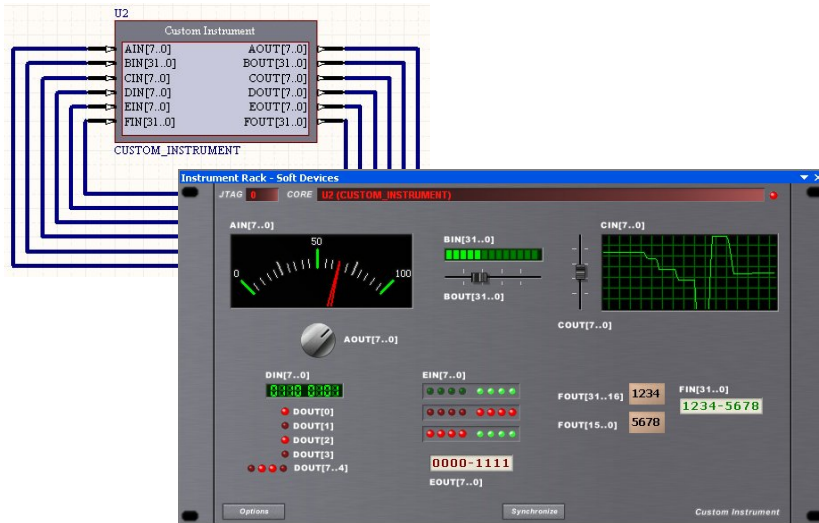 U2
Custom Instrument
AIN[7..0] AOUT[7..0]
BIN[31..0] BOUT[31..0]
CIN[7..0] COUT[7..0]
DIN[7..0] DOUT[7..0]
EIN[7..0] EOUT[7..0]
FIN[31..0] FOUT[31..0]
CUSTOM_INSTRUMENT
Instrument Rack - Soft Devices
JTAG 0 CORE U2 (CUSTOM_INSTRUMENT)
AIN[7..0]
0 50 100
AOUT[7..0]
BIN[31..0]
BOUT[31..0]
CIN[7..0]
COUT[7..0]
DIN[7..0]
0110 0101
DOUT[0]
DOUT[1]
DOUT[2]
DOUT[3]
DOUT[7..4]
EIN[7..0]
0000-1111
EOUT[7..0]
FOUT[31..16] 1234
FOUT[15..0] 5678
FIN[31..0]
1234-5678
Options Synchronize Custom Instrument